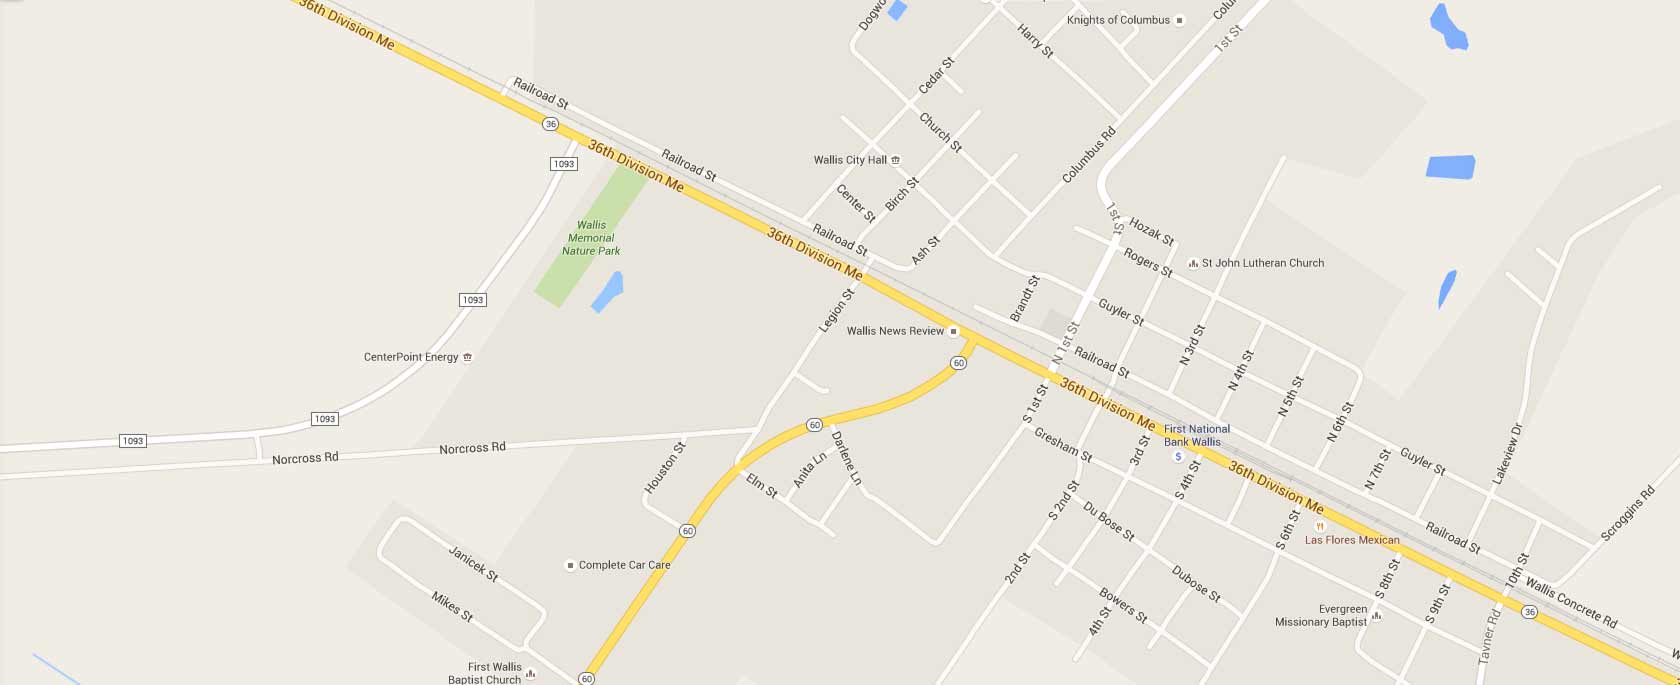 36th Division Me
Dogwo
Knights of Columbus
Colu
1st St
Harry St
Cedar St
Railroad St
36
Church St
36th Division Me
1093
Railroad St
Wallis City Hall
Columbus Rd
Center St
Birch St
Wallis
Memorial
Nature Park
36th Division Me
Railroad St
Ash St
1st St
Hozak St
Rogers St
St John Lutheran Church
1093
Legion St
Brandt St
Guyler St
Wallis News Review
N 1st St
N 3rd St
CenterPoint Energy
60
Railroad St
N 4th St
36th Division Me
N 5th St
S 1st St
N 6th St
1093
1093
60
First National
Bank Wallis
Gresham St
3rd St
Norcross Rd
Norcross Rd
Houston St
Darlene Ln
Anita Ln
Elm St
S 4th St
36th Division Me
N 7th St
Guyler St
Lakeview Dr
S 2nd St
Du Bose St
S 6th St
Las Flores Mexican
Railroad St
Scroggins Rd
60
Janicek St
Complete Car Care
2nd St
Dubose St
S 8th St
10th St
Wallis Concrete Rd
Mikes St
Bowers St
4th St
Evergreen
Missionary Baptist
S 9th St
36
Tavner Rd
First Wallis
Baptist Church
60
W